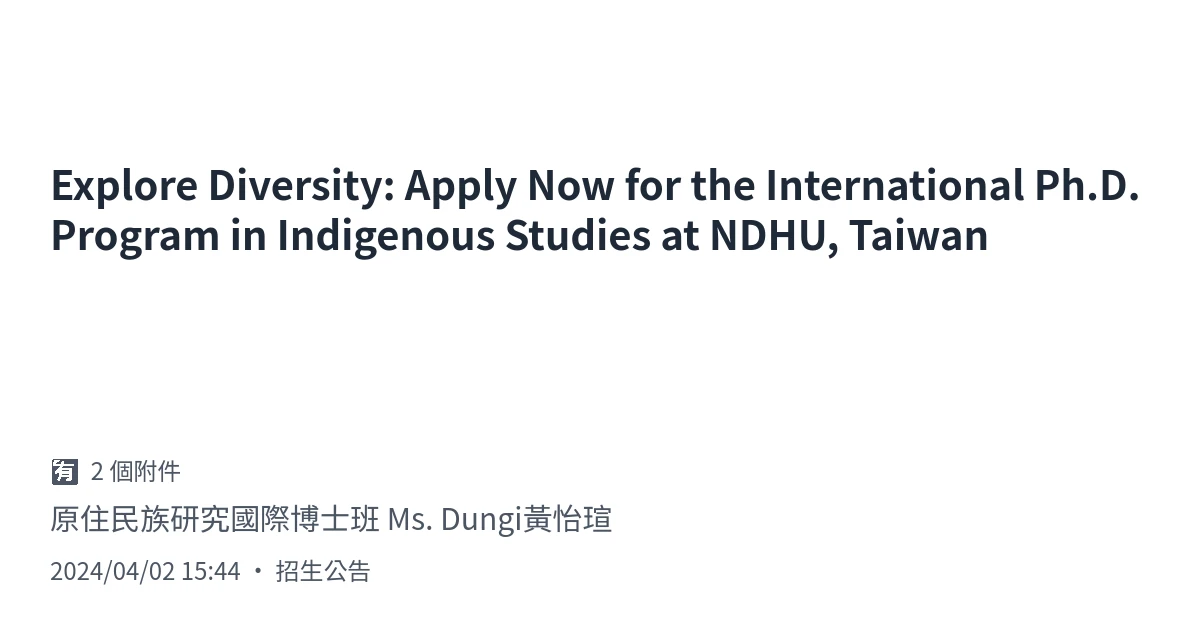 Explore Diversity: Apply Now for the International Ph.D.
Program in Indigenous Studies at NDHU, Taiwan
🈶 2 個附件
原住民族研究國際博士班 Ms. Dungi黃怡瑄
2024/04/02 15:44 ・ 招生公告